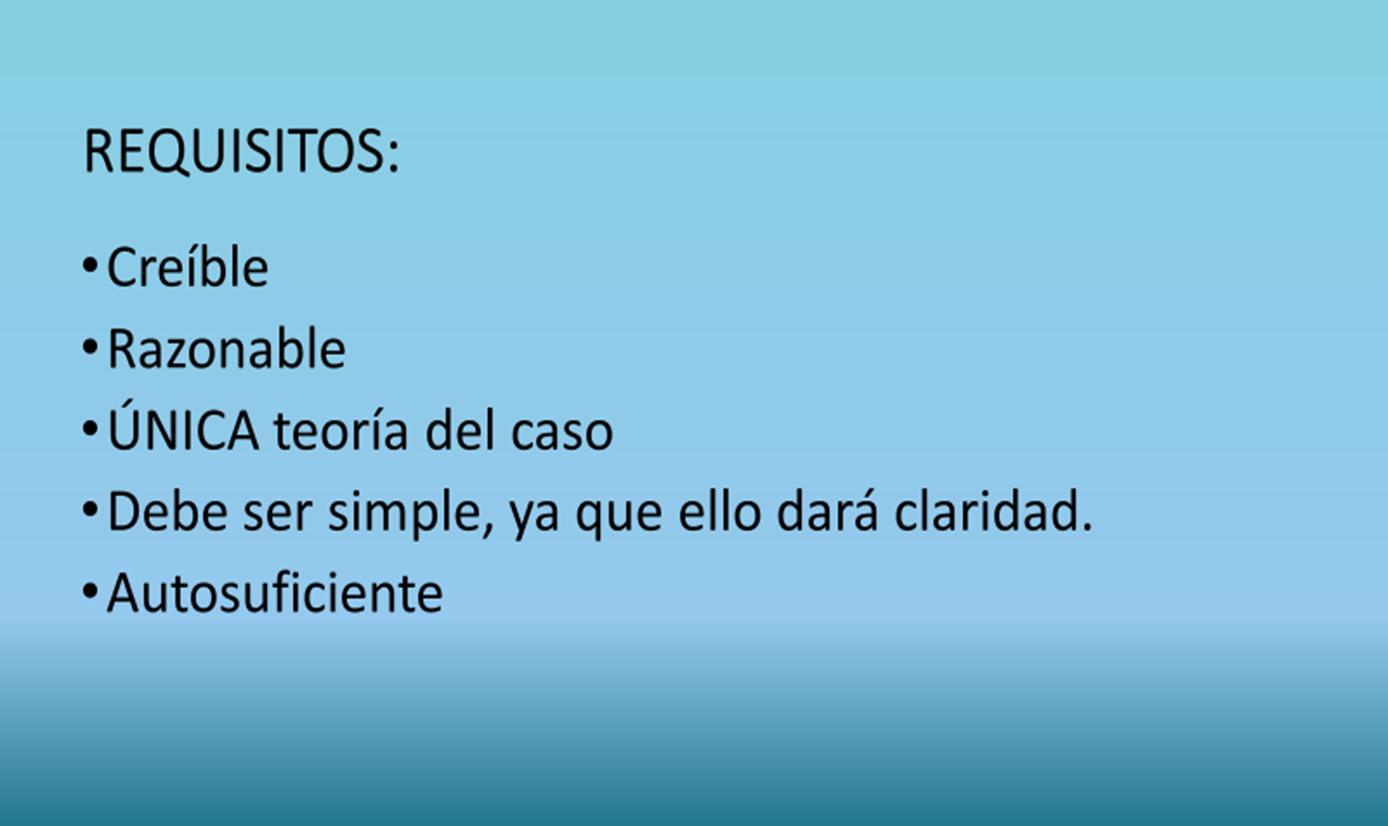 REQUISITOS:
•Creíble
•Razonable
•ÚNICA teoría del caso
•Debe ser simple, ya que ello dará claridad.
•Autosuficiente